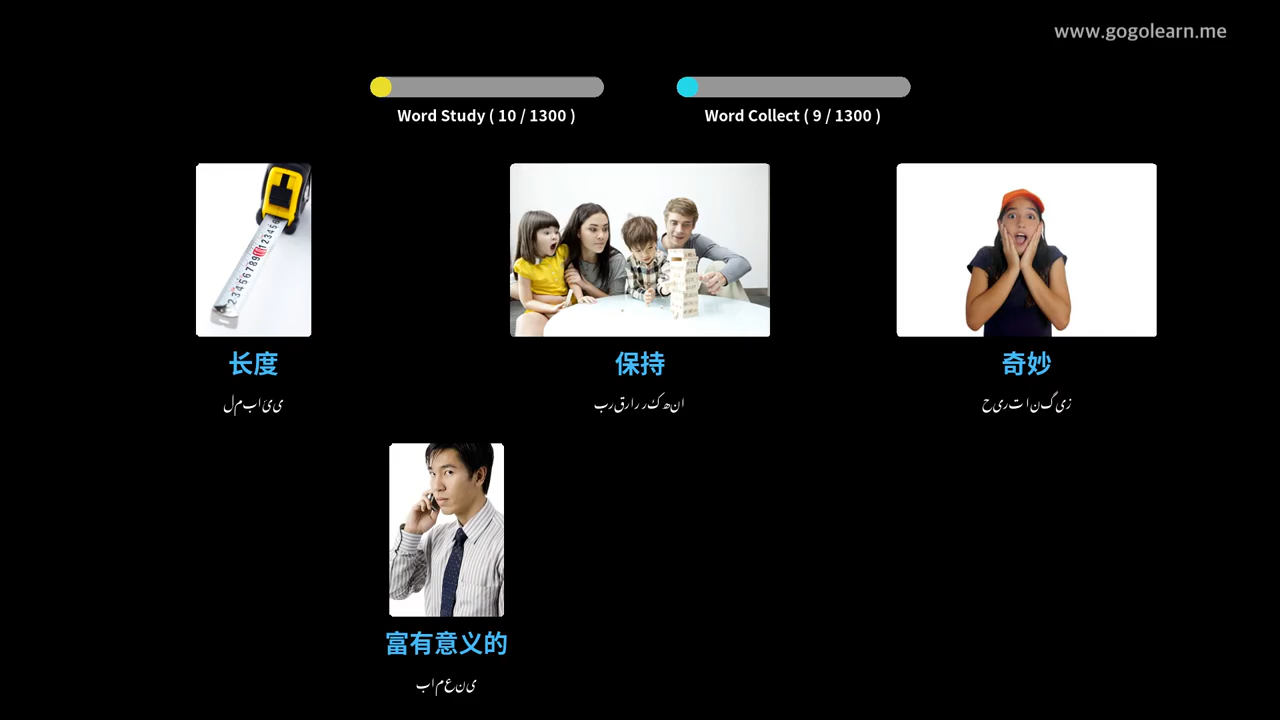 www.gogolearn.me
Word Study ( 10 / 1300 )
Word Collect ( 9 / 1300 )
长度
لمبائی
保持
برقرار رکھنا
奇妙
حیرت انگیز
富有意义的
بامعنی